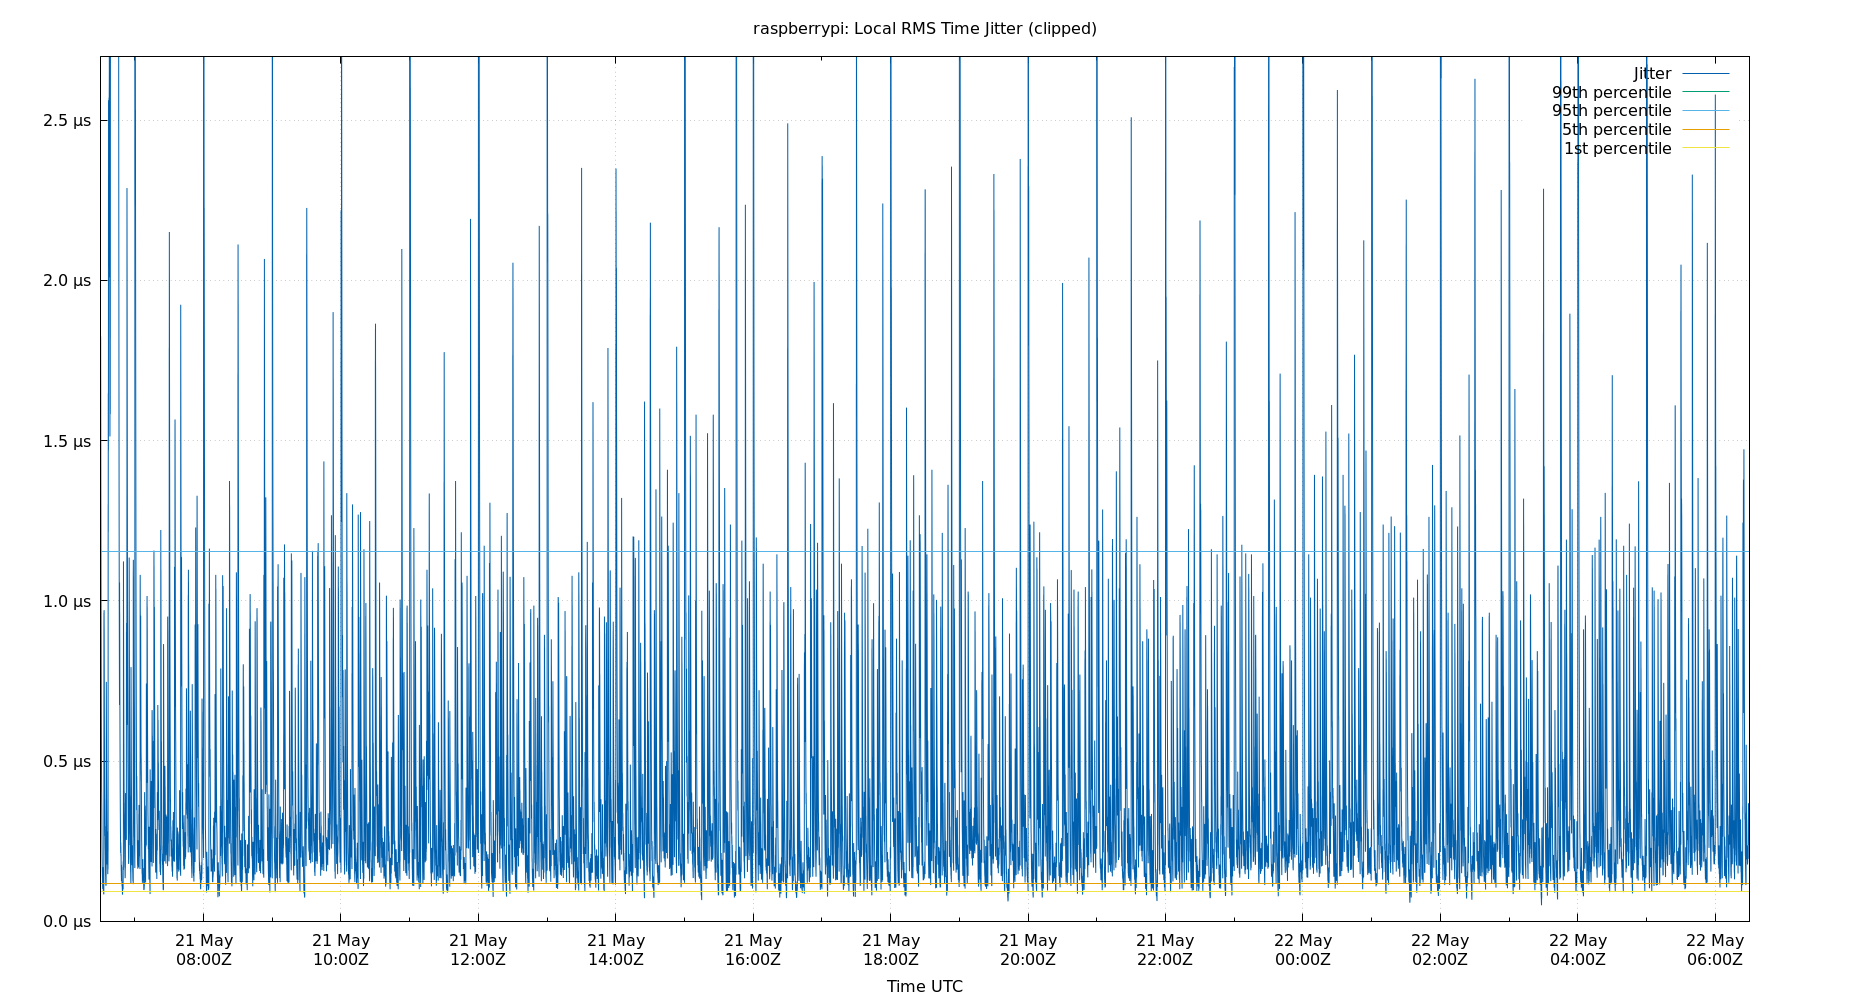 raspberrypi: Local RMS Time Jitter (clipped)
Jitter
99th percentile
95th percentile
5th percentile
1st percentile
2.5 µs
2.0 µs
1.5 µs
1.0 µs
0.5 µs
0.0 µs
21 May 21 May 21 May 21 May 21 May 21 May 21 May 21 May 22 May 22 May 22 May 22 May
08:00Z 10:00Z 12:00Z 14:00Z 16:00Z 18:00Z 20:00Z 22:00Z 00:00Z 02:00Z 04:00Z 06:00Z
Time UTC